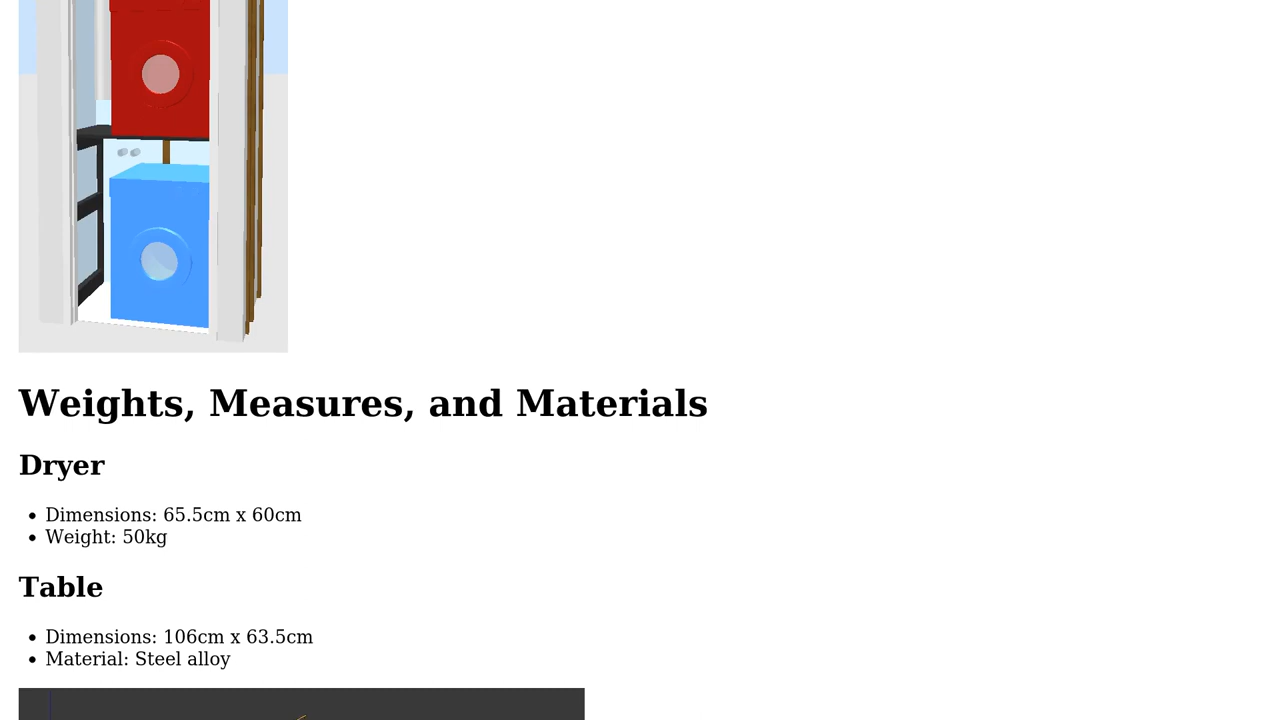 Weights, Measures, and Materials
Dryer
Dimensions: 65.5cm x 60cm
Weight: 50kg
Table
Dimensions: 106cm x 63.5cm
Material: Steel alloy